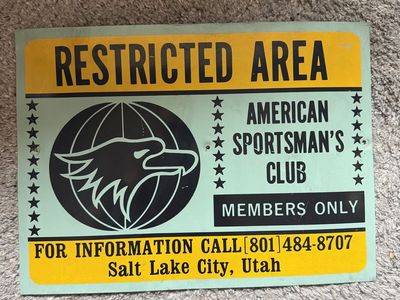 RESTRICTED AREA
AMERICAN
SPORTSMAN'S
CLUB
MEMBERS ONLY
FOR INFORMATION CALL[801]484-8707
Salt Lake City, Utah